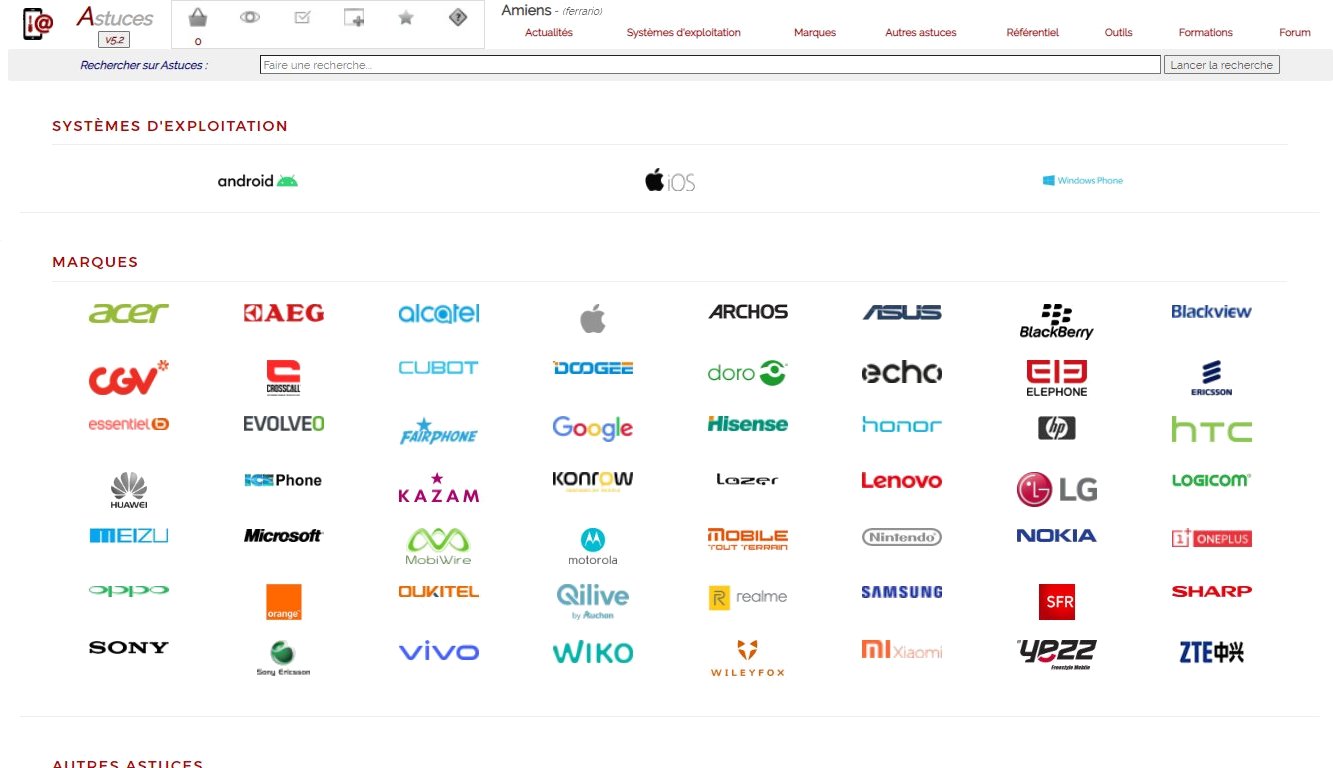 Astuces
v5.2
0
Amiens - (ferrario)
Actualités Systèmes d'exploitation Marques Autres astuces Référentiel Outils Formations Forum
Rechercher sur Astuces : Faire une recherche... Lancer la recherche
SYSTÈMES D'EXPLOITATION
android iOS Windows Phone
MARQUES
acer AEG alcatel ARCHOS ASUS BlackBerry Blackview
CGV CROSSCALL CUBOT DOOGEE doro echo ELEPHONE ERICSSON
essentiel b EVOLVEO FAIRPHONE Google Hisense honor hp hTC
HUAWEI ICE Phone KAZAM KONROW Lazer Lenovo LG LOGICOM
MEIZU Microsoft MobiWire motorola MOBILE TOUT TERRAIN Nintendo NOKIA 1+ ONEPLUS
oppo orange OUKITEL Qilive by Auchan R realme SAMSUNG SFR SHARP
SONY Sony Ericsson vivo WIKO WILEYFOX MI Xiaomi YEZZ Freestyle Mobile ZTE中兴
AUTRES ASTUCES